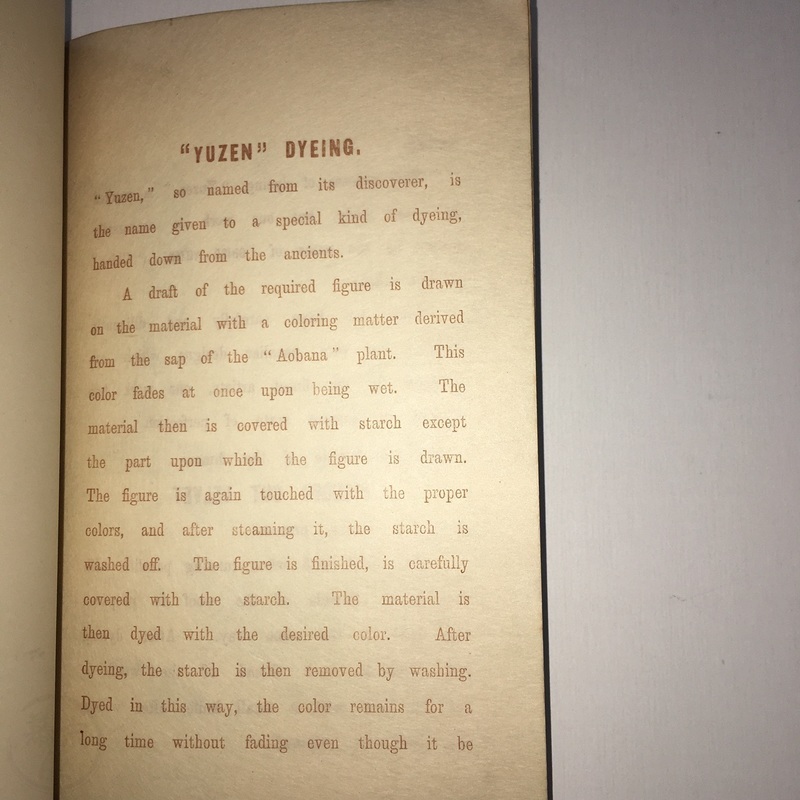 "YUZEN" DYEING.
"Yuzen," so named from its discoverer, is
the name given to a special kind of dyeing,
handed down from the ancients.
A draft of the required figure is drawn
on the material with a coloring matter derived
from the sap of the "Aobana" plant. This
color fades at once upon being wet. The
material then is covered with starch except
the part upon which the figure is drawn.
The figure is again touched with the proper
colors, and after steaming it, the starch is
washed off. The figure is finished, is carefully
covered with the starch. The material is
then dyed with the desired color. After
dyeing, the starch is then removed by washing.
Dyed in this way, the color remains for a
long time without fading even though it be